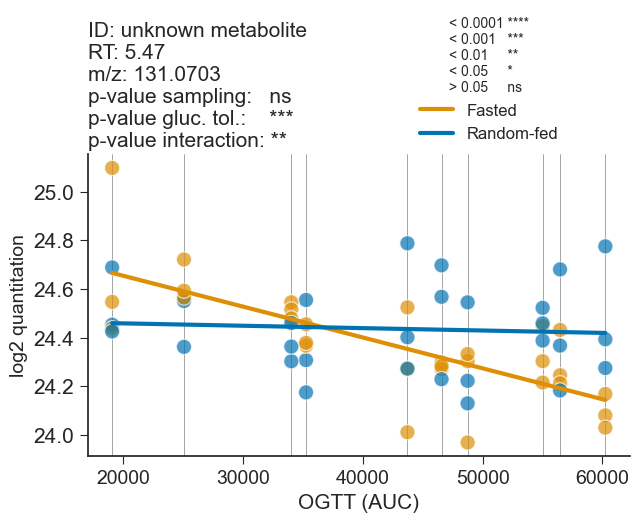 ID: unknown metabolite
RT: 5.47
m/z: 131.0703
p-value sampling: ns
p-value gluc. tol.: ***
p-value interaction: **
< 0.0001 ****
< 0.001 ***
< 0.01 **
< 0.05 *
> 0.05 ns
Fasted
Random-fed
log2 quantitation
25.0
24.8
24.6
24.4
24.2
24.0
20000 30000 40000 50000 60000
OGTT (AUC)